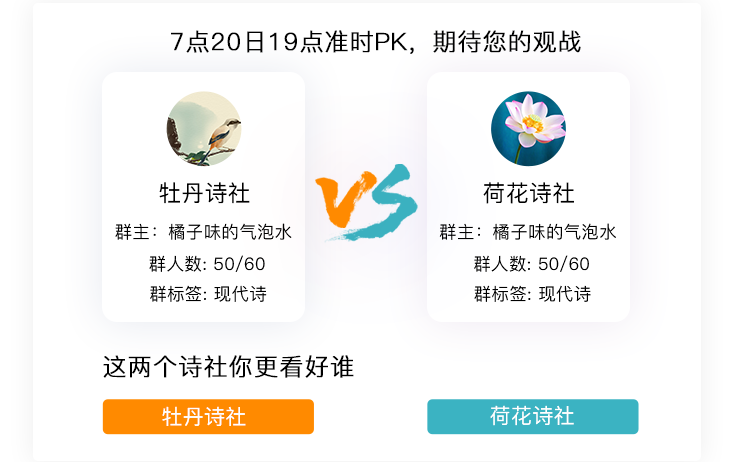 7点20日19点准时PK，期待您的观战
VS
牡丹诗社
荷花诗社
群主：橘子味的气泡水
群主：橘子味的气泡水
群人数: 50/60
群人数: 50/60
群标签: 现代诗
群标签: 现代诗
这两个诗社你更看好谁
牡丹诗社
荷花诗社